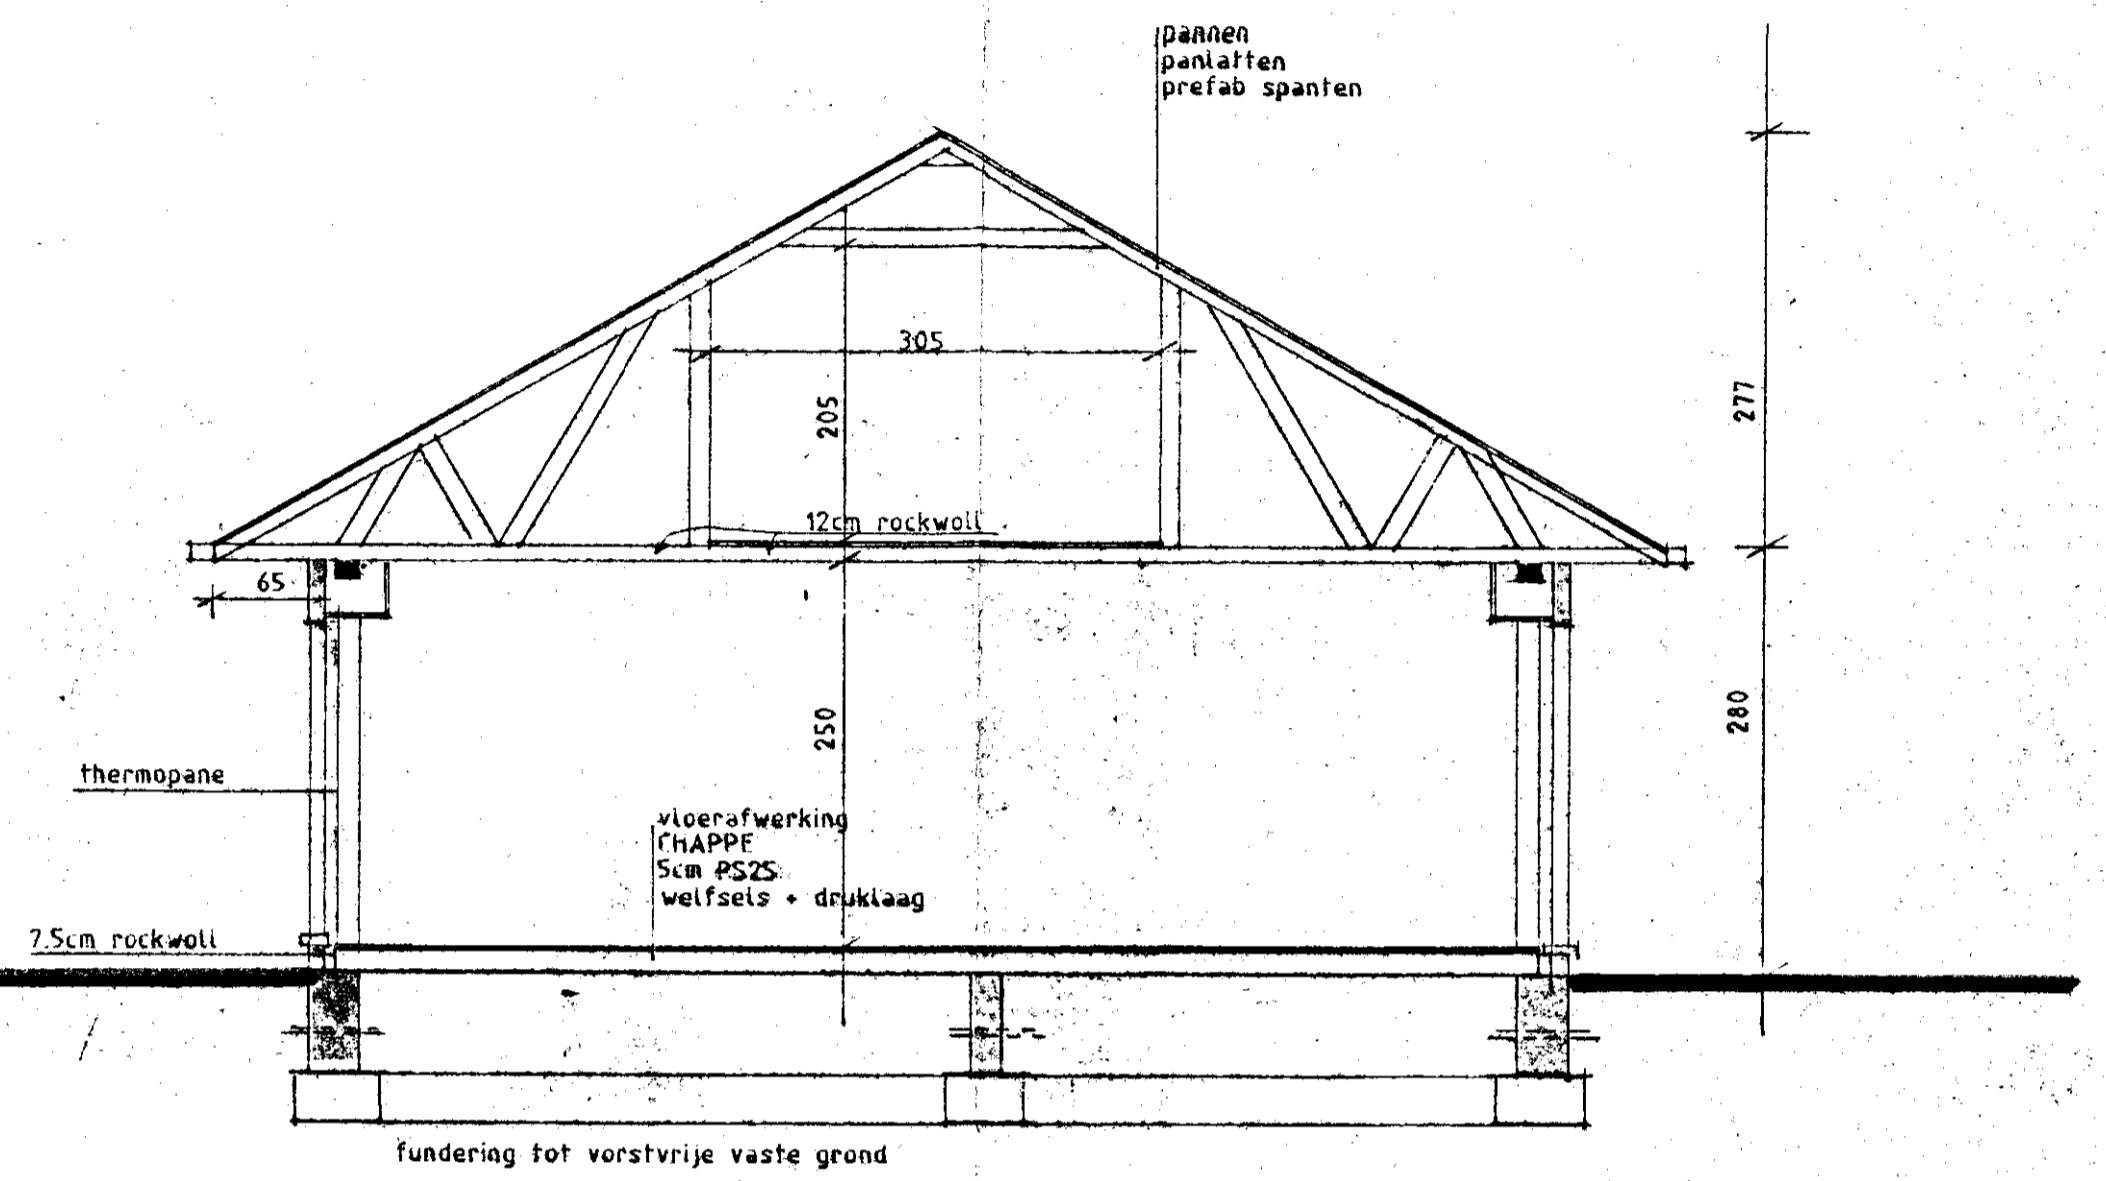 pannen
panlatten
prefab spanten
305
205
277
12cm rockwoll
65
280
250
thermopane
vloerafwerking
CHAPPE
5cm PS25
welfsels + druklaag
7.5cm rockwoll
fundering tot vorstvrije vaste grond